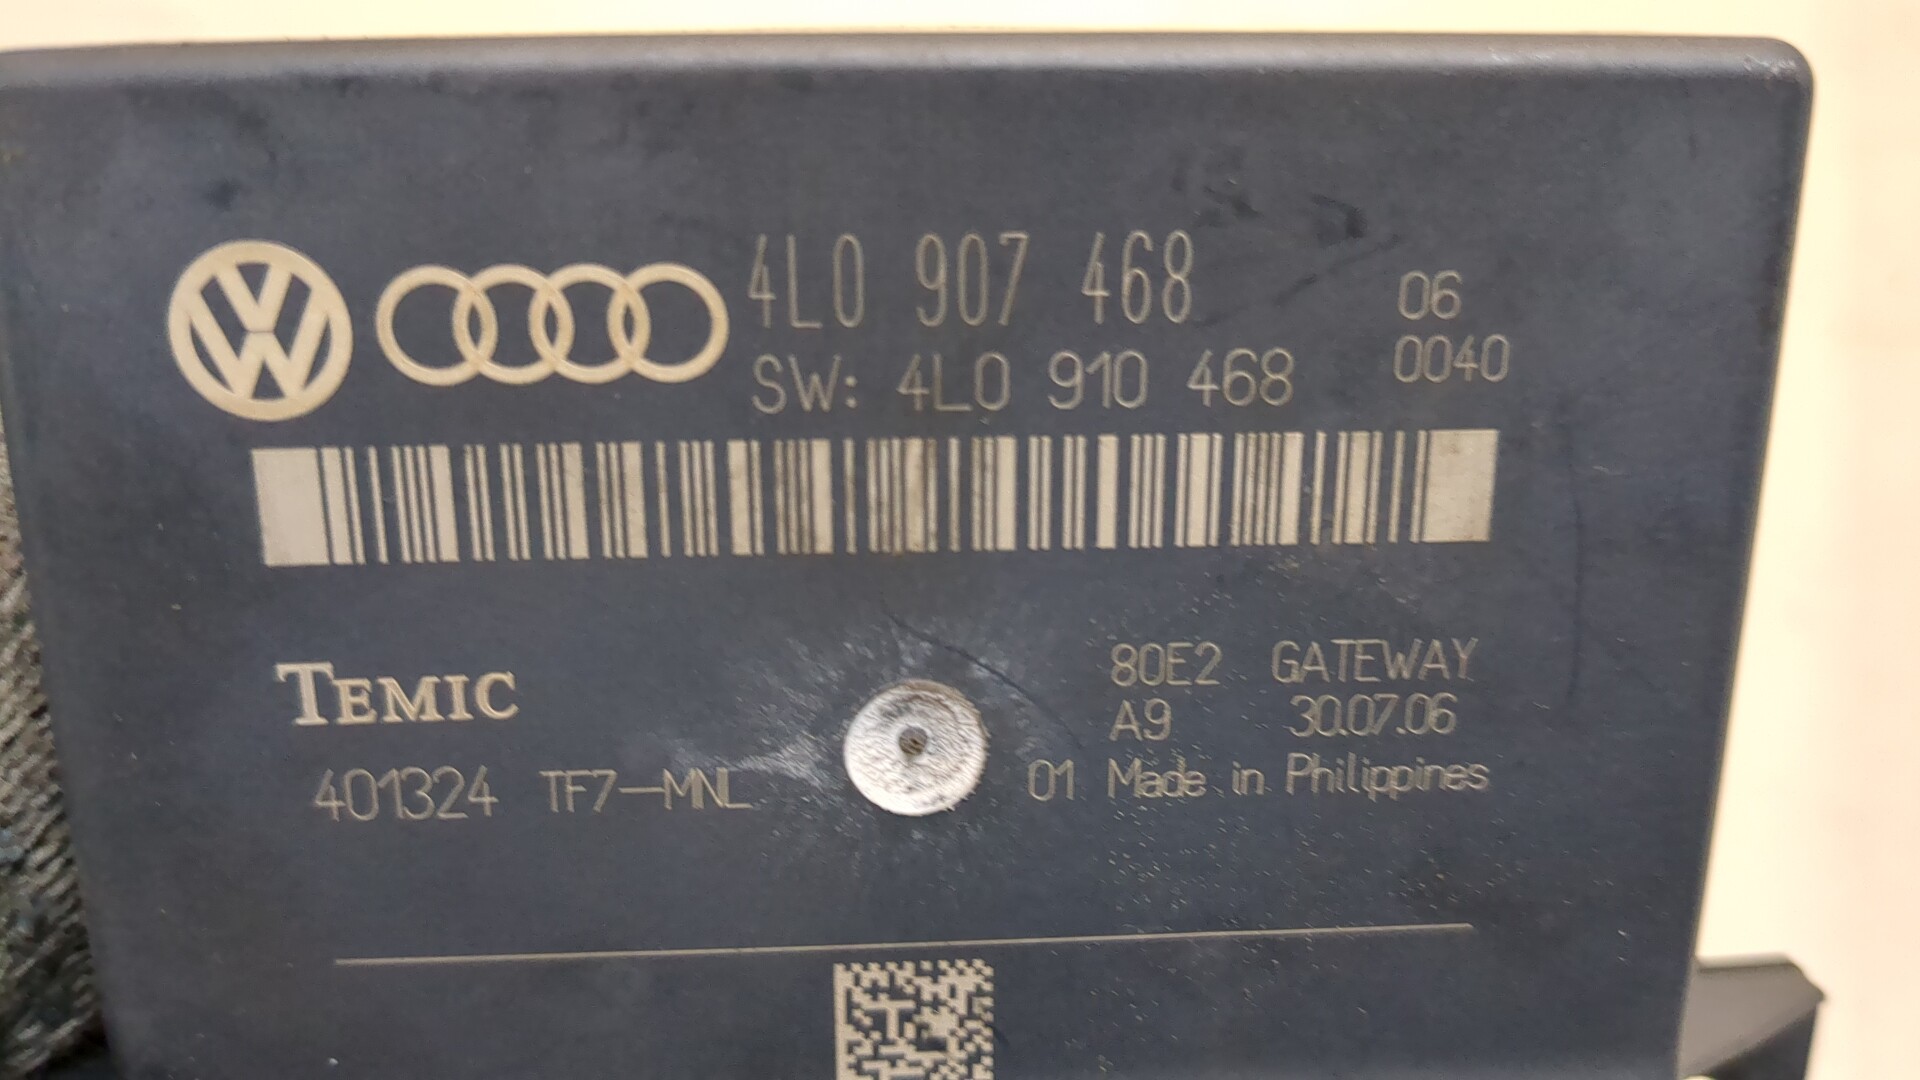 4L0 907 468 06
SW: 4L0 910 468 0040
TEMIC
80E2 GATEWAY
A9 30.07.06
401324 TF7-MNL 01 Made in Philippines